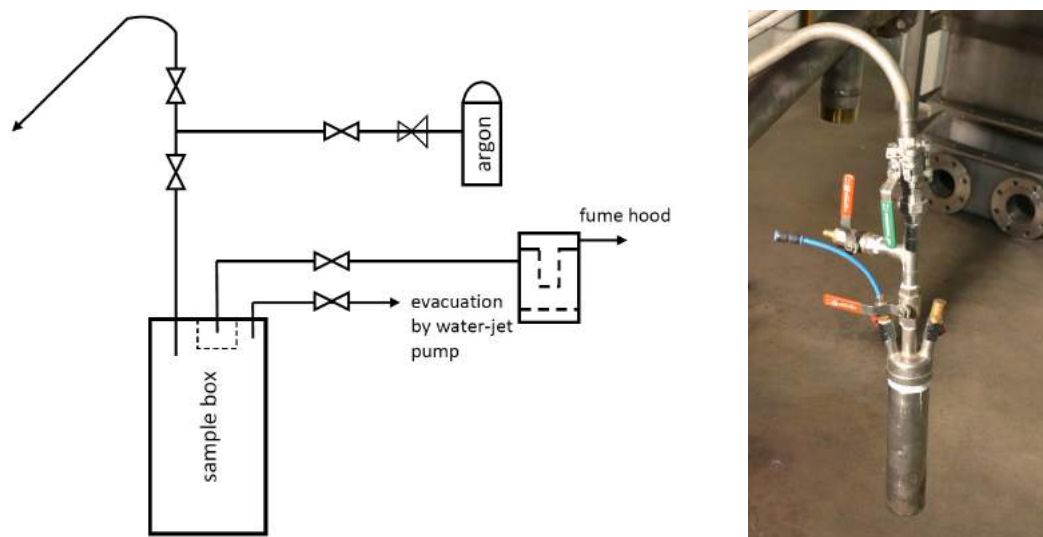 argon
fume hood
evacuation
by water-jet
pump
sample box